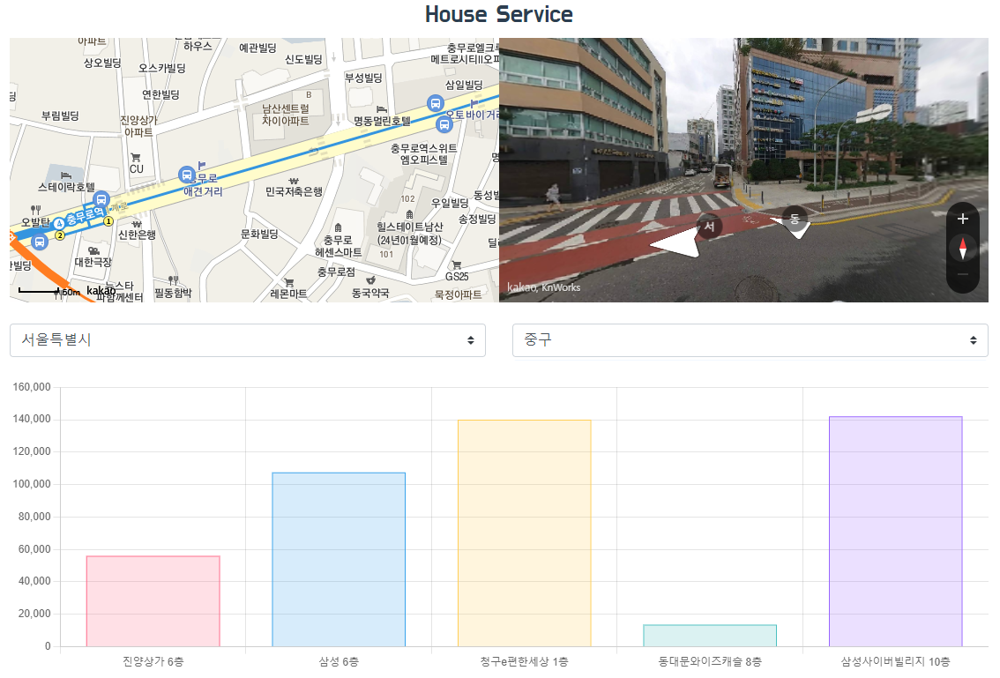 House Service
아파트
하우스
예관빌딩
충무로엘크루
메트로시티II오피
상오빌딩
오스카빌딩
신도빌딩
부성빌딩
삼일빌딩
연한빌딩
B
부림빌딩
진양상가
아파트
남산센트럴
자이아파트
명동멀린호텔
오토바이거리
CU
충무로역스위트
엠오피스텔
스테이락호텔
충무로
애견거리
민국저축은행
102
우일빌딩
동성빌
송정빌딩
오발탄
4 충무로역
1
2
신한은행
문화빌딩
충무로
헤센스마트
힐스테이트남산
(24년01월예정)
101
대한극장
충무로점
GS25
50m
kakao
뉴스타
파함께센터
필동함박
레몬마트
동국약국
묵정아파트
서
동
kakao, KnWorks
서울특별시
중구
160,000
140,000
120,000
100,000
80,000
60,000
40,000
20,000
0
진양상가 6층
삼성 6층
청구e편한세상 1층
동대문와이즈캐슬 8층
삼성사이버빌리지 10층